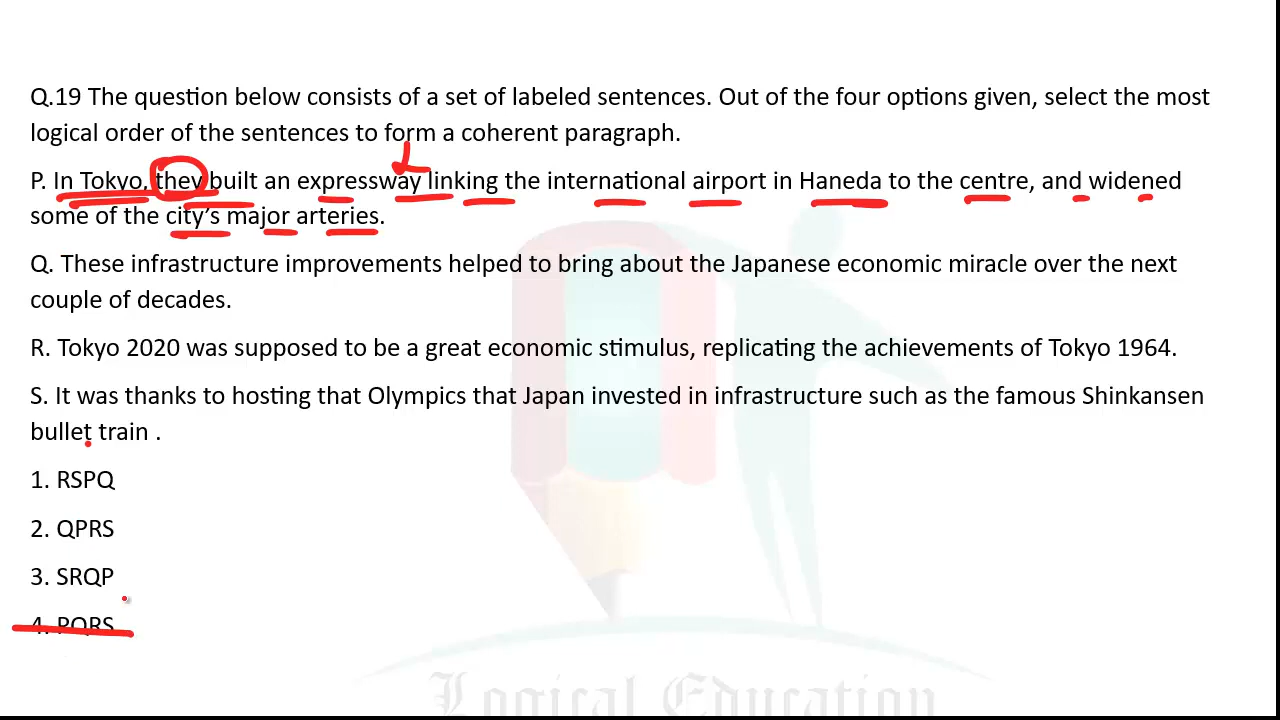 Q.19 The question below consists of a set of labeled sentences. Out of the four options given, select the most
logical order of the sentences to form a coherent paragraph.
P. In Tokyo, they built an expressway linking the international airport in Haneda to the centre, and widened
some of the city's major arteries.
Q. These infrastructure improvements helped to bring about the Japanese economic miracle over the next
couple of decades.
R. Tokyo 2020 was supposed to be a great economic stimulus, replicating the achievements of Tokyo 1964.
S. It was thanks to hosting that Olympics that Japan invested in infrastructure such as the famous Shinkansen
bullet train .
1. RSPQ
2. QPRS
3. SRQP
4. PQRS
Logical Education